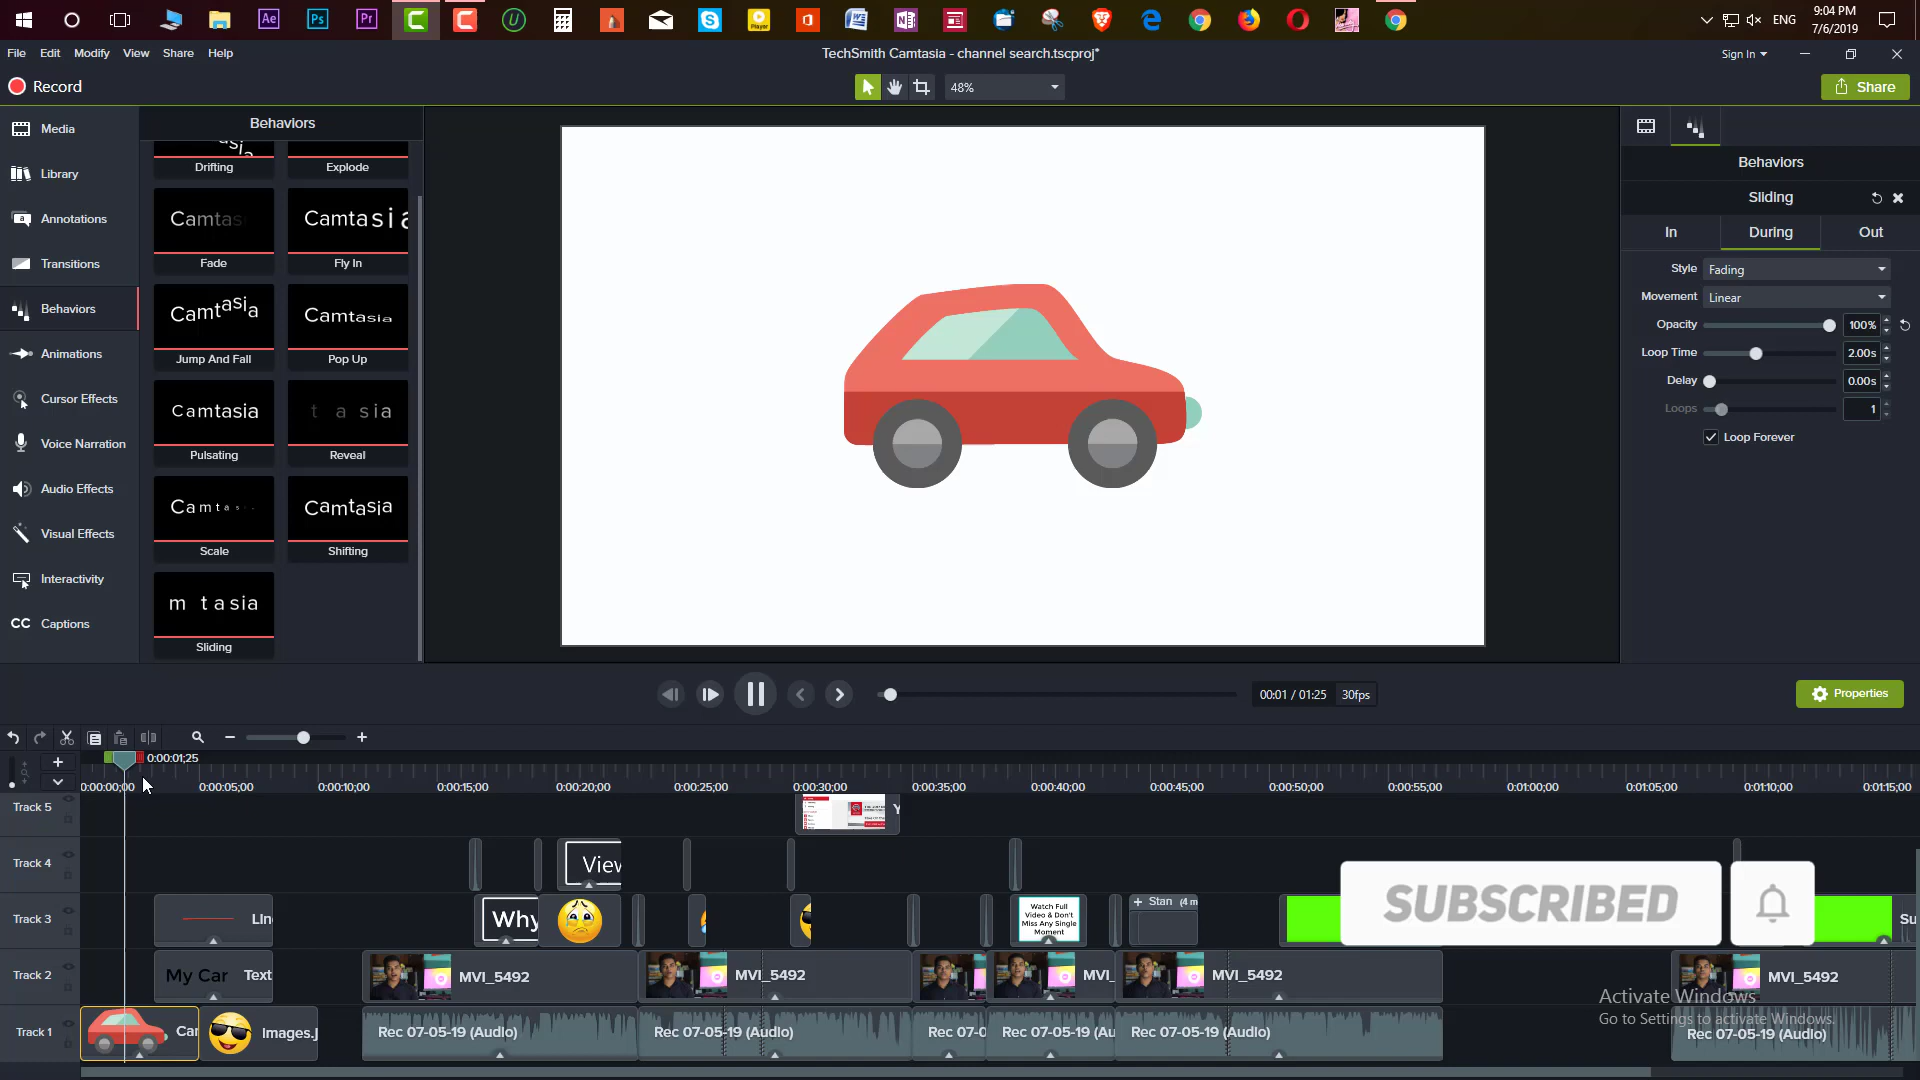 Ae
Ps
Pr
ENG
9:04 PM
7/6/2019
File Edit Modify View Share Help
TechSmith Camtasia - channel search.tscproj*
Sign In
Record
48%
Share
Media
Library
Annotations
Transitions
Behaviors
Animations
Cursor Effects
Voice Narration
Audio Effects
Visual Effects
Interactivity
CC Captions
Behaviors
Drifting
Explode
Camtas
Camtasia
Fade
Fly In
Camtasia
Camtasia
Jump And Fall
Pop Up
Camtasia
t a sia
Pulsating
Reveal
Camtas
Camtasia
Scale
Shifting
m tasia
Sliding
Behaviors
Sliding
In
During
Out
Style Fading
Movement Linear
Opacity 100%
Loop Time 2.00s
Delay 0.00s
Loops 1
Loop Forever
00:01 / 01:25 30fps
Properties
0:00:01;25
0:00:00;00 0:00:05;00 0:00:10;00 0:00:15;00 0:00:20;00 0:00:25;00 0:00:30;00 0:00:35;00 0:00:40;00 0:00:45;00 0:00:50;00 0:00:55;00 0:01:00;00 0:01:05;00 0:01:10;00 0:01:15;00
Track 5
Track 4
View
Track 3
Lin
Why
Watch Full
Video & Don't
Miss Any Single
Moment
+ Stan (4 m
SUBSCRIBED
Su
Track 2
My Car Text
MVI_5492
MVI_5492
MVI_
MVI_5492
MVI_5492
Track 1
Car
Images.j
Rec 07-05-19 (Audio)
Rec 07-05-19 (Audio)
Rec 07-0
Rec 07-05-19 (Au
Rec 07-05-19 (Audio)
Rec 07-05-19 (Audio)
Activate Windows
Go to Settings to activate Windows.